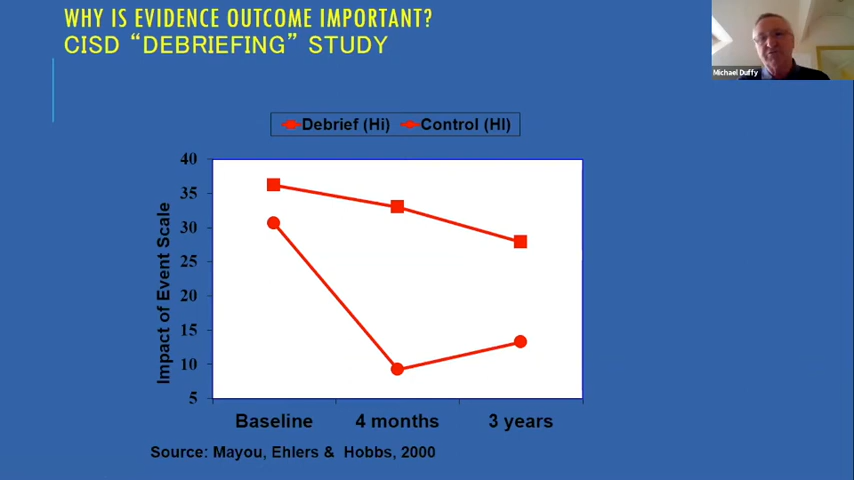 WHY IS EVIDENCE OUTCOME IMPORTANT?
CISD “DEBRIEFING” STUDY
Michael Duffy
Debrief (Hi) Control (HI)
40
35
30
25
20
15
10
5
Impact of Event Scale
Baseline 4 months 3 years
Source: Mayou, Ehlers & Hobbs, 2000